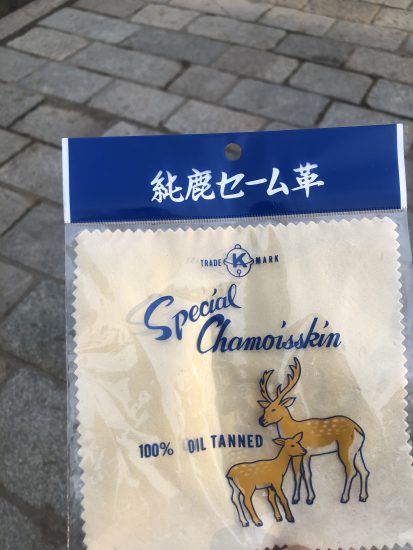 純鹿セーム革
TRADE K MARK
Special
Chamoisskin
100% OIL TANNED